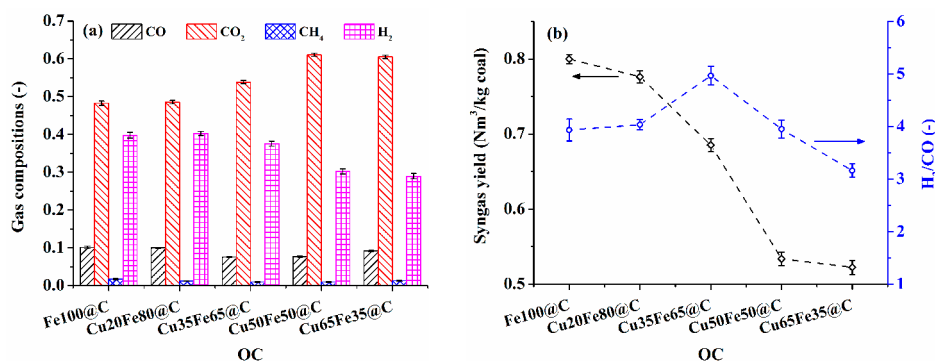 (a)
CO
CO₂
CH₄
H₂
Gas compositions (-)
0.7
0.6
0.5
0.4
0.3
0.2
0.1
0.0
Fe100@C
Cu20Fe80@C
Cu35Fe65@C
Cu50Fe50@C
Cu65Fe35@C
OC
(b)
Syngas yield (Nm³/kg coal)
0.8
0.7
0.6
0.5
Fe100@C
Cu20Fe80@C
Cu35Fe65@C
Cu50Fe50@C
Cu65Fe35@C
OC
6
5
4
3
2
1
H₂/CO (-)